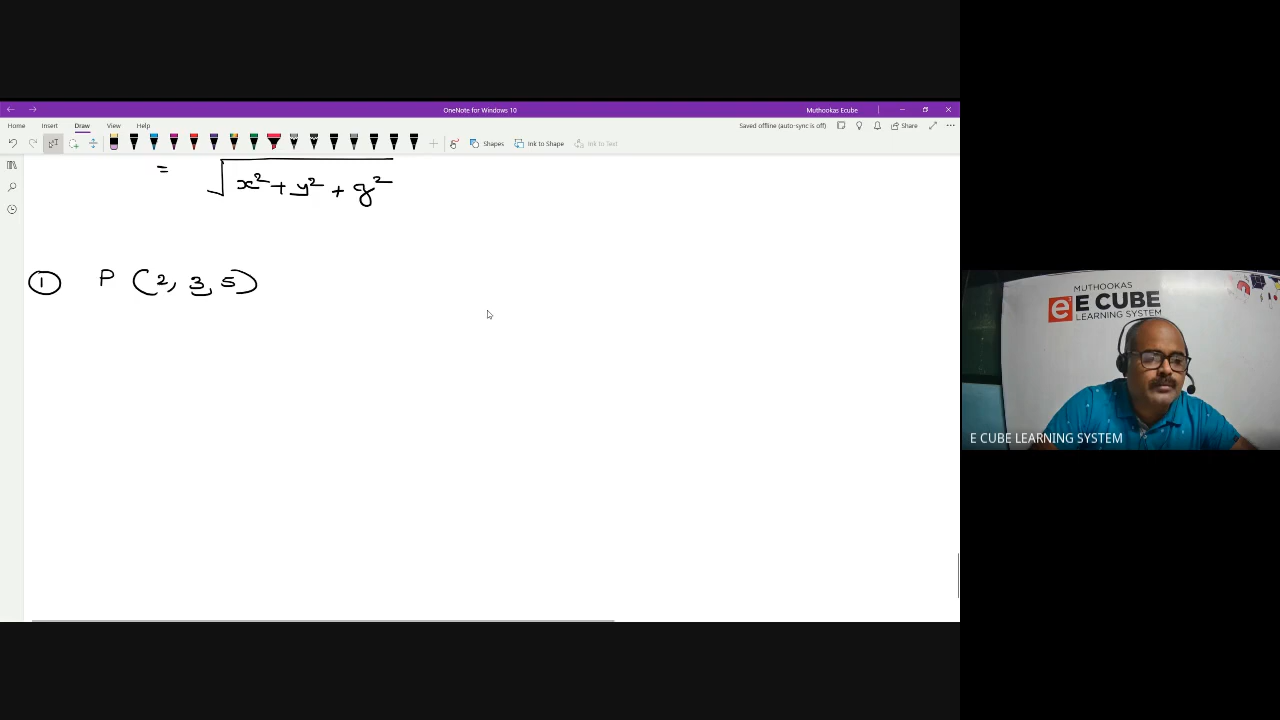 OneNote for Windows 10
Muthookas Ecube
Home Insert Draw View Help
Saved offline (auto-sync is off)
Share
Shapes
Ink to Shape
Ink to Text
= √x²+y²+z²
① P (2, 3, 5)
MUTHOOKAS
e E CUBE
LEARNING SYSTEM
E CUBE LEARNING SYSTEM